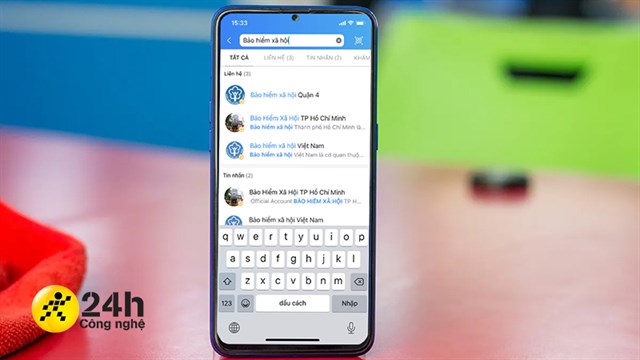 15:33
Bảo hiểm xã hội
TẤT CẢ LIÊN HỆ (3) TIN NHẮN (2) KHÁM
Liên hệ (3)
Bảo hiểm xã hội Quận 4
Bảo Hiểm Xã Hội TP Hồ Chí Minh
Bảo hiểm xã hội Thành phố Hồ Chí Minh Q...
Bảo hiểm xã hội Việt Nam
Bảo hiểm xã hội Việt Nam là cơ quan thuộ...
Tin nhắn (2)
Bảo Hiểm Xã Hội TP Hồ Chí Minh
Official Account BẢO HIỂM XÃ HỘI TP H...
Bảo hiểm xã hội Việt Nam
q w e r t y u i o p
a s d f g h j k l
z x c v b n m
123 dấu cách Nhập
24h
Công nghệ